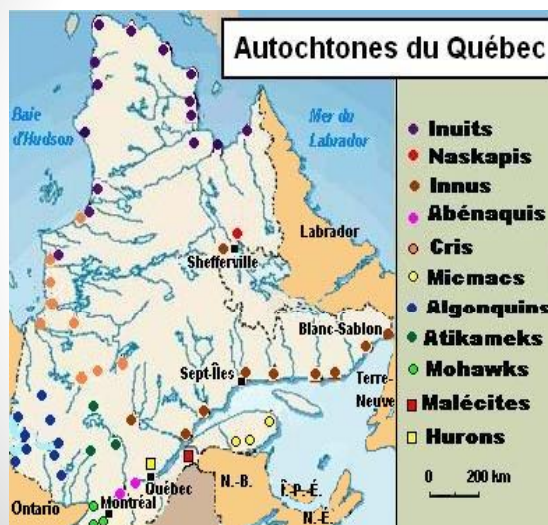 Autochtones du Québec
Baie
d'Hudson
Mer du
Labrador
Labrador
Shefferville
Blanc-Sablon
Sept-Îles
Terre-
Neuve
Québec
Montréal
Ontario
N.-B.
Î.-P.-É.
N.-É.
Inuits
Naskapis
Innus
Abénaquis
Cris
Micmacs
Algonquins
Atikameks
Mohawks
Malécites
Hurons
0 200 km